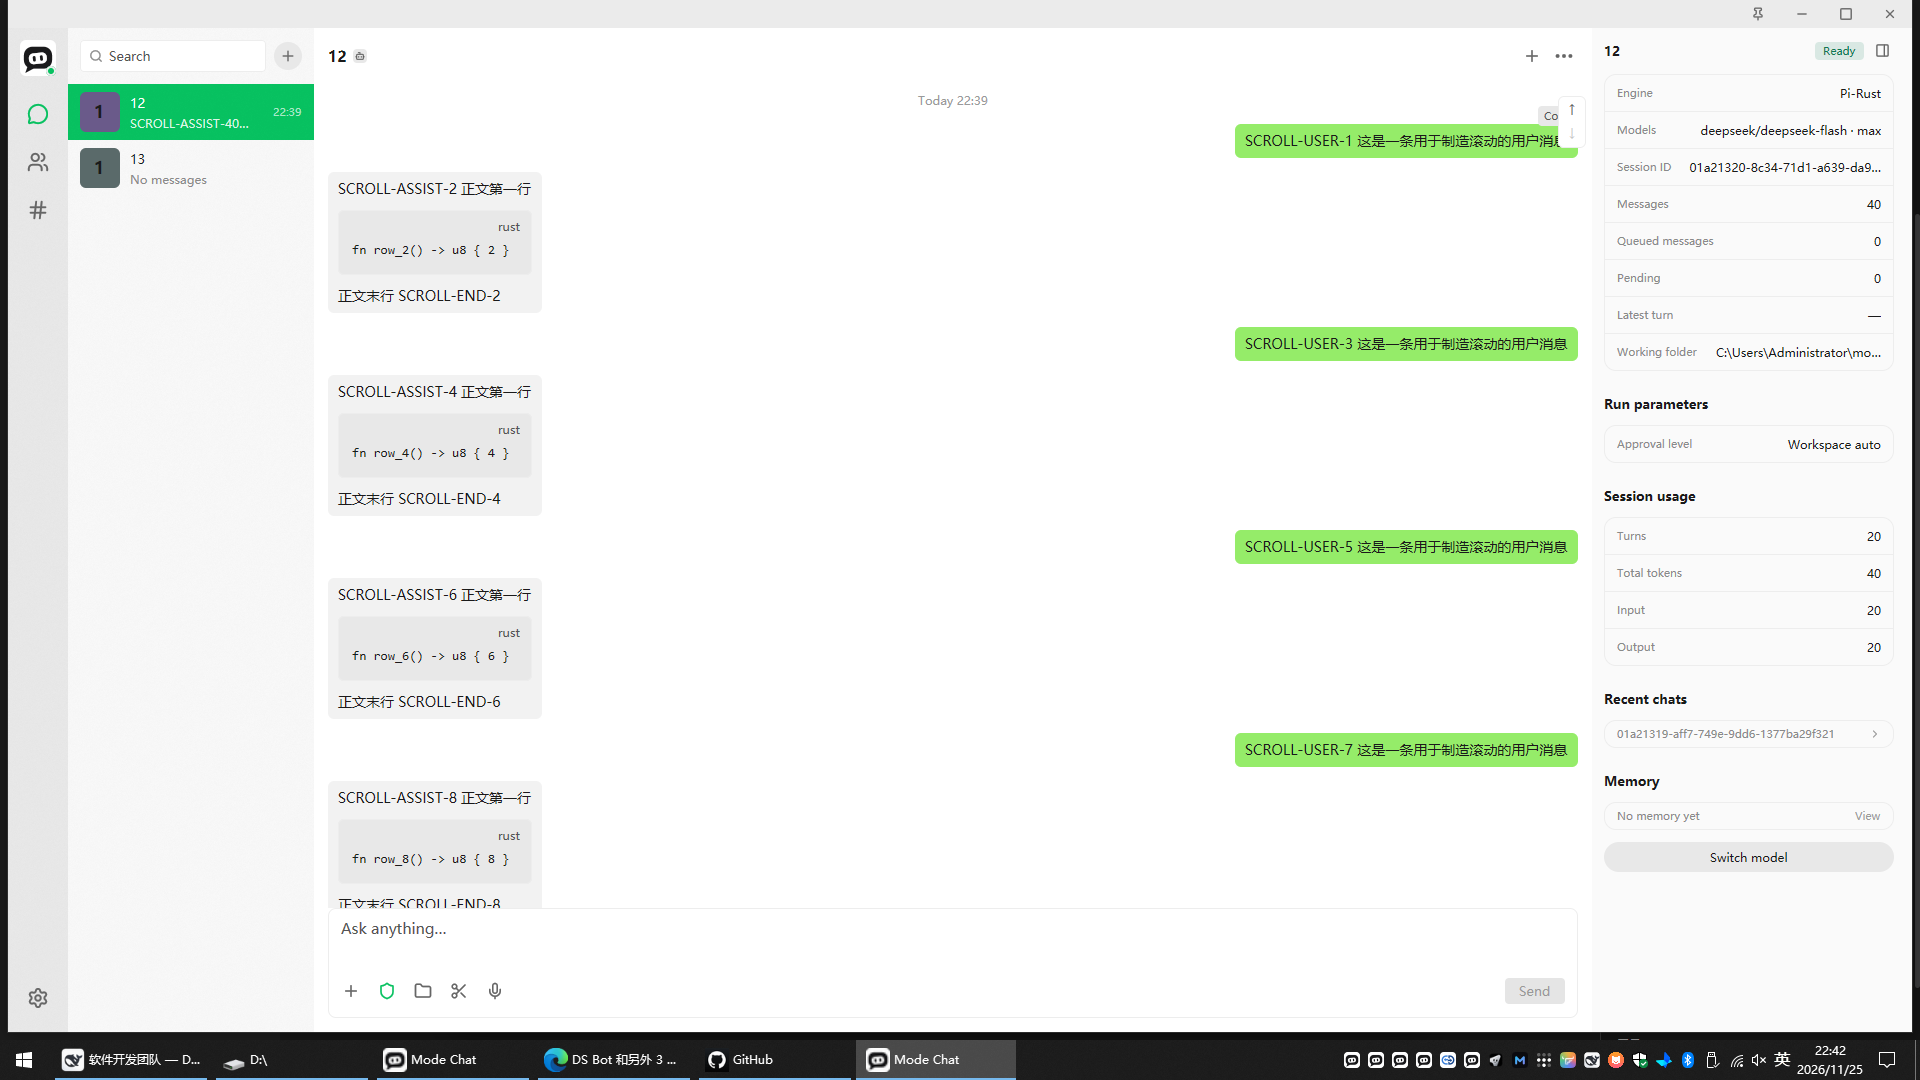 Search
12
22:39
SCROLL-ASSIST-40...
13
No messages
1
1
12
Today 22:39
Co
SCROLL-USER-1 这是一条用于制造滚动的用户消息
SCROLL-ASSIST-2 正文第一行
rust
fn row_2() -> u8 { 2 }
正文末行 SCROLL-END-2
SCROLL-USER-3 这是一条用于制造滚动的用户消息
SCROLL-ASSIST-4 正文第一行
rust
fn row_4() -> u8 { 4 }
正文末行 SCROLL-END-4
SCROLL-USER-5 这是一条用于制造滚动的用户消息
SCROLL-ASSIST-6 正文第一行
rust
fn row_6() -> u8 { 6 }
正文末行 SCROLL-END-6
SCROLL-USER-7 这是一条用于制造滚动的用户消息
SCROLL-ASSIST-8 正文第一行
rust
fn row_8() -> u8 { 8 }
正文末行 SCROLL-END-8
Ask anything...
Send
12
Ready
Engine Pi-Rust
Models deepseek/deepseek-flash · max
Session ID 01a21320-8c34-71d1-a639-da9...
Messages 40
Queued messages 0
Pending 0
Latest turn —
Working folder C:\Users\Administrator\mo...
Run parameters
Approval level Workspace auto
Session usage
Turns 20
Total tokens 40
Input 20
Output 20
Recent chats
01a21319-aff7-749e-9dd6-1377ba29f321
Memory
No memory yet View
Switch model
软件开发团队 — D...
D:\
Mode Chat
DS Bot 和另外 3 ...
GitHub
Mode Chat
英
22:42
2026/11/25